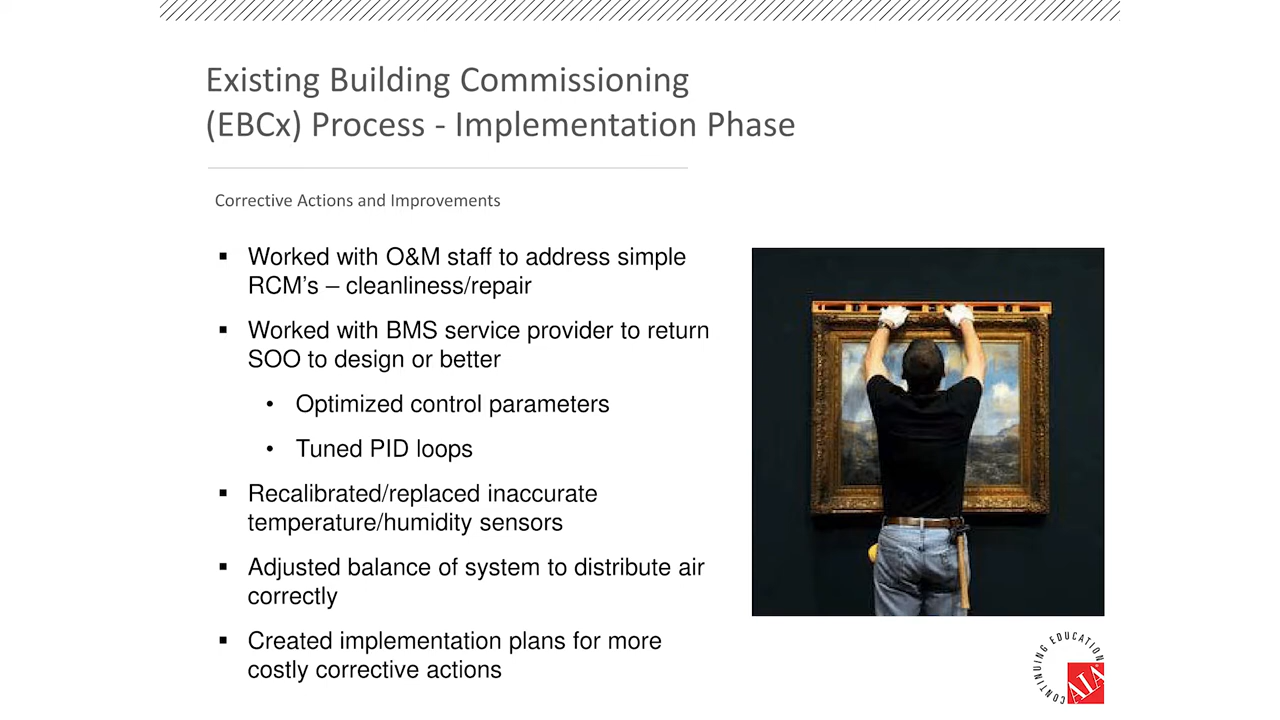 Existing Building Commissioning
(EBCx) Process - Implementation Phase
Corrective Actions and Improvements
▪ Worked with O&M staff to address simple
RCM’s – cleanliness/repair
▪ Worked with BMS service provider to return
SOO to design or better
• Optimized control parameters
• Tuned PID loops
▪ Recalibrated/replaced inaccurate
temperature/humidity sensors
▪ Adjusted balance of system to distribute air
correctly
▪ Created implementation plans for more
costly corrective actions
CONTINUING EDUCATION
AIA